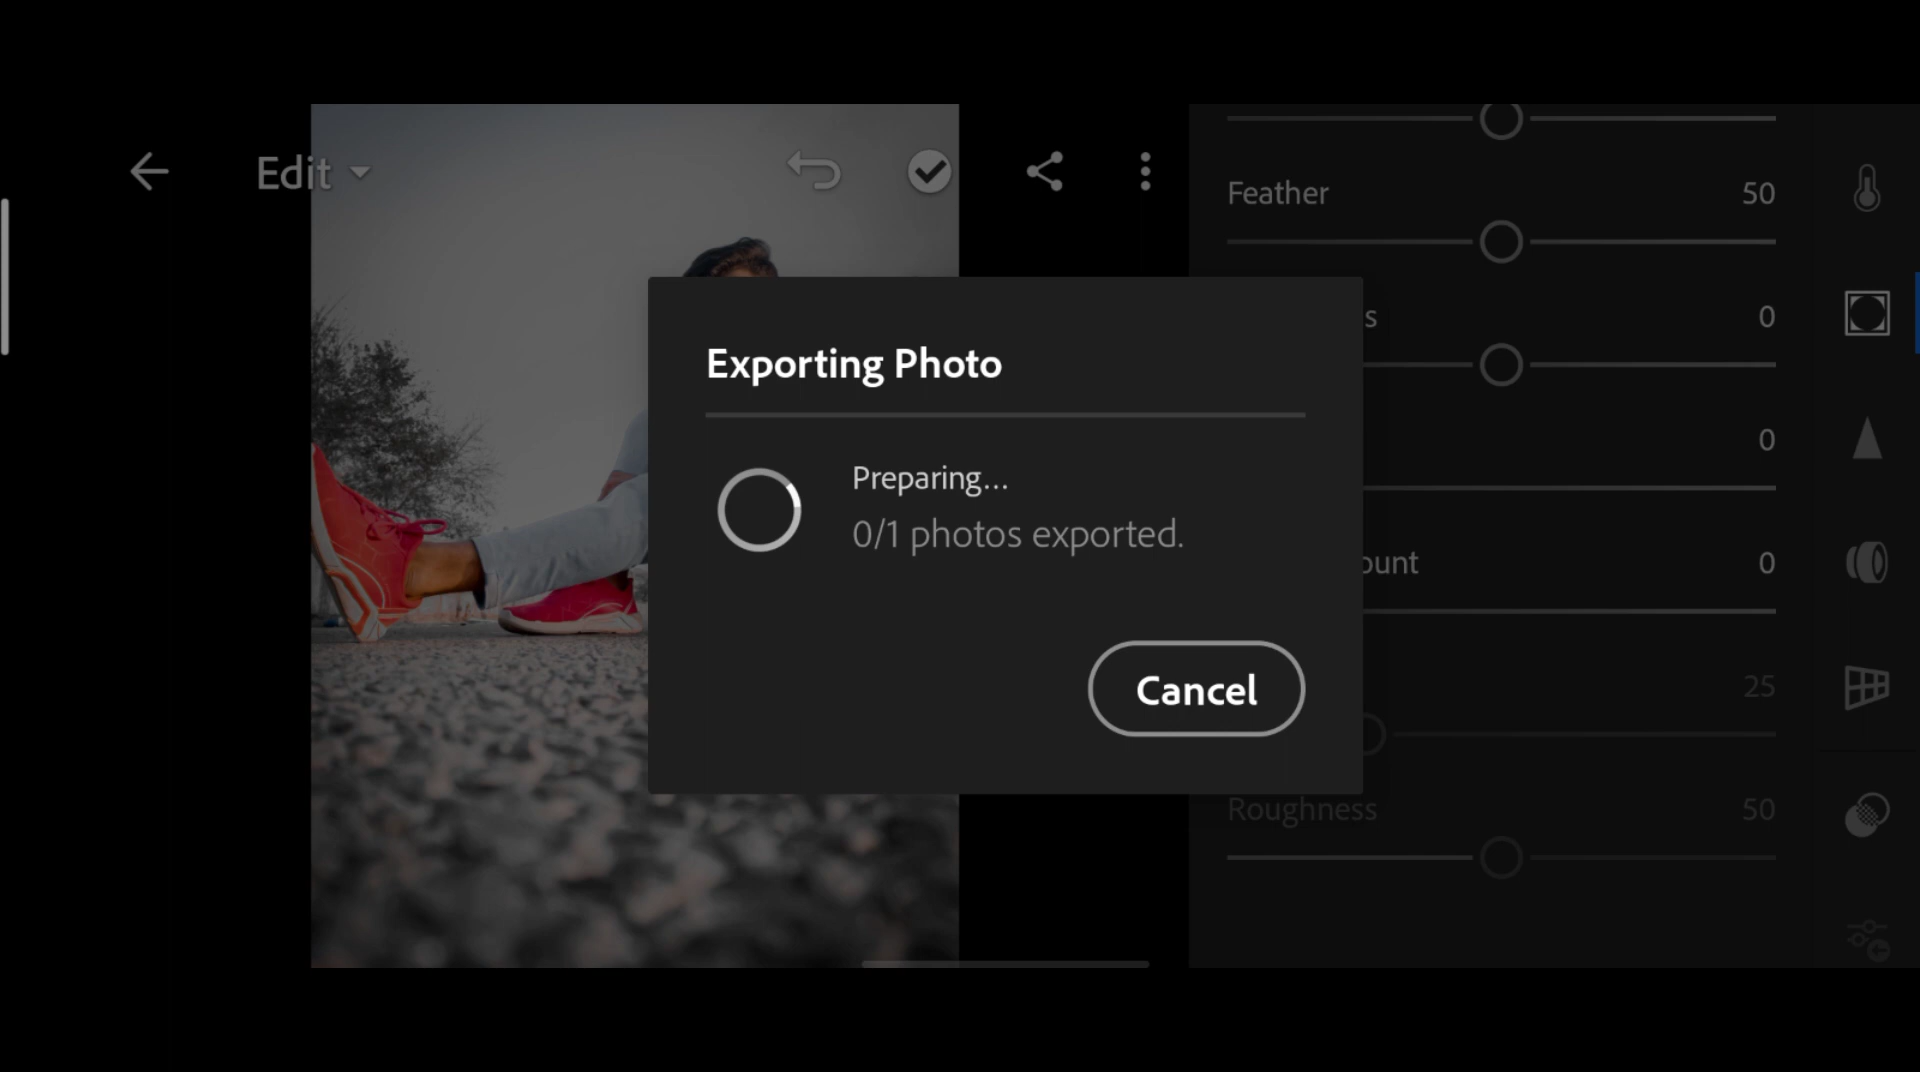 Edit
Feather 50
s 0
0
Exporting Photo
Preparing...
0/1 photos exported.
ount 0
Cancel
25
Roughness 50